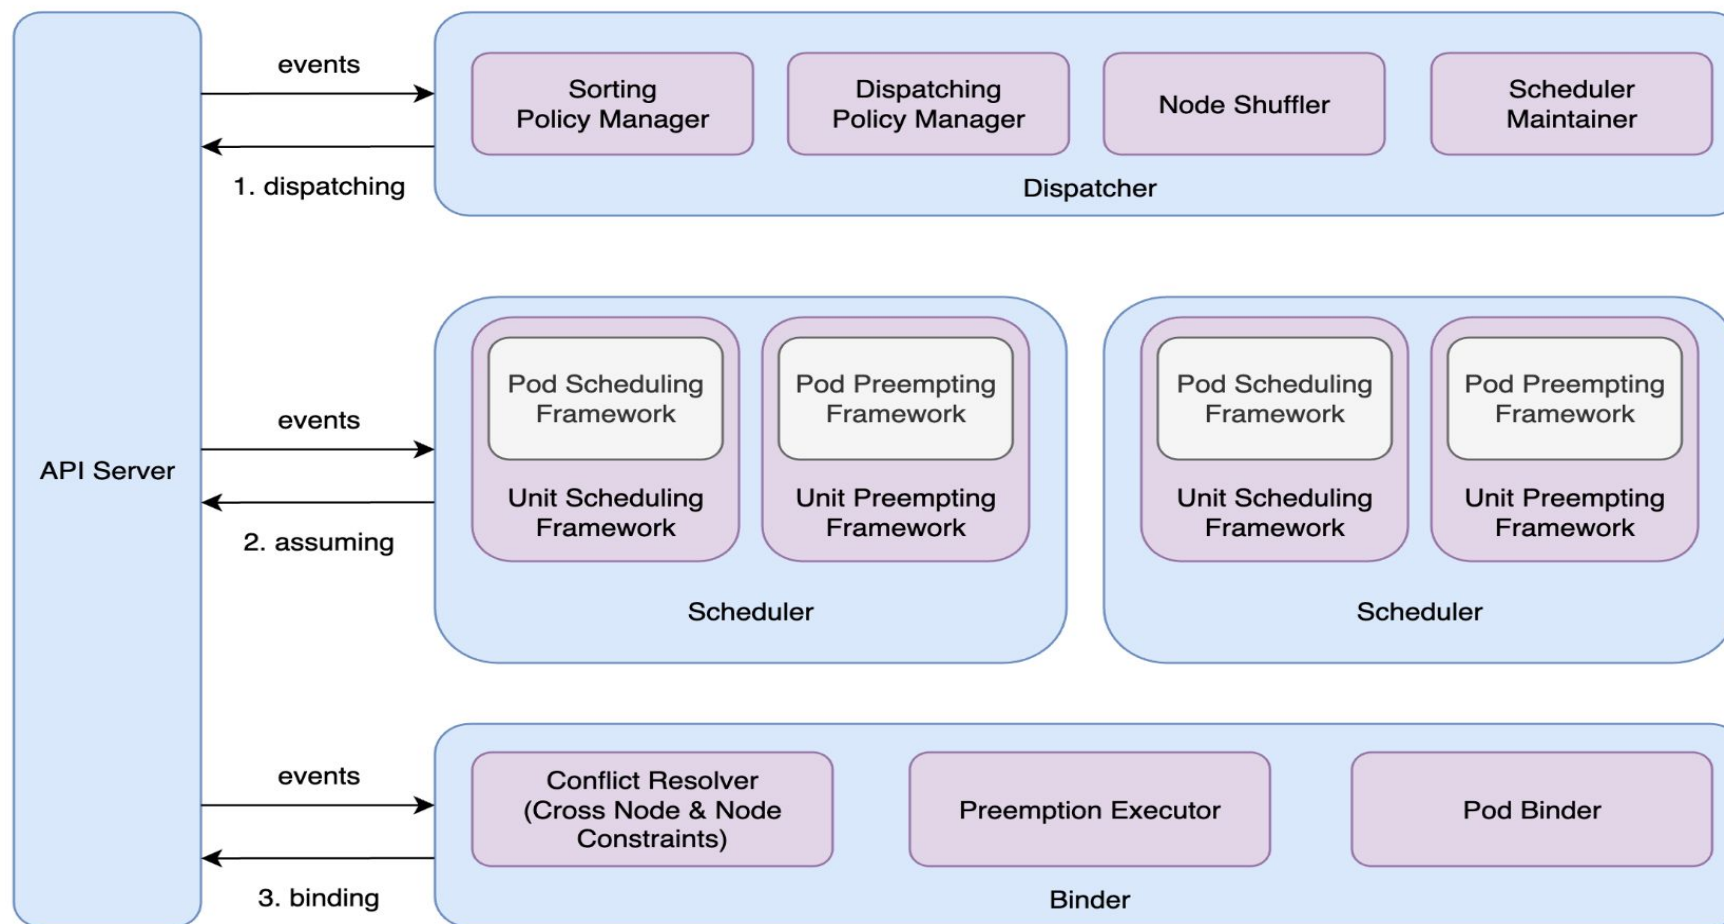 API Server
events
1. dispatching
Sorting
Policy Manager
Dispatching
Policy Manager
Node Shuffler
Scheduler
Maintainer
Dispatcher
events
2. assuming
Pod Scheduling
Framework
Unit Scheduling
Framework
Pod Preempting
Framework
Unit Preempting
Framework
Scheduler
Pod Scheduling
Framework
Unit Scheduling
Framework
Pod Preempting
Framework
Unit Preempting
Framework
Scheduler
events
3. binding
Conflict Resolver
(Cross Node & Node
Constraints)
Preemption Executor
Pod Binder
Binder